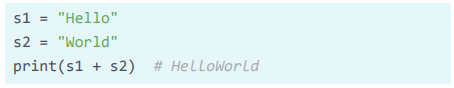 s1 = "Hello"
s2 = "World"
print(s1 + s2)  # HelloWorld